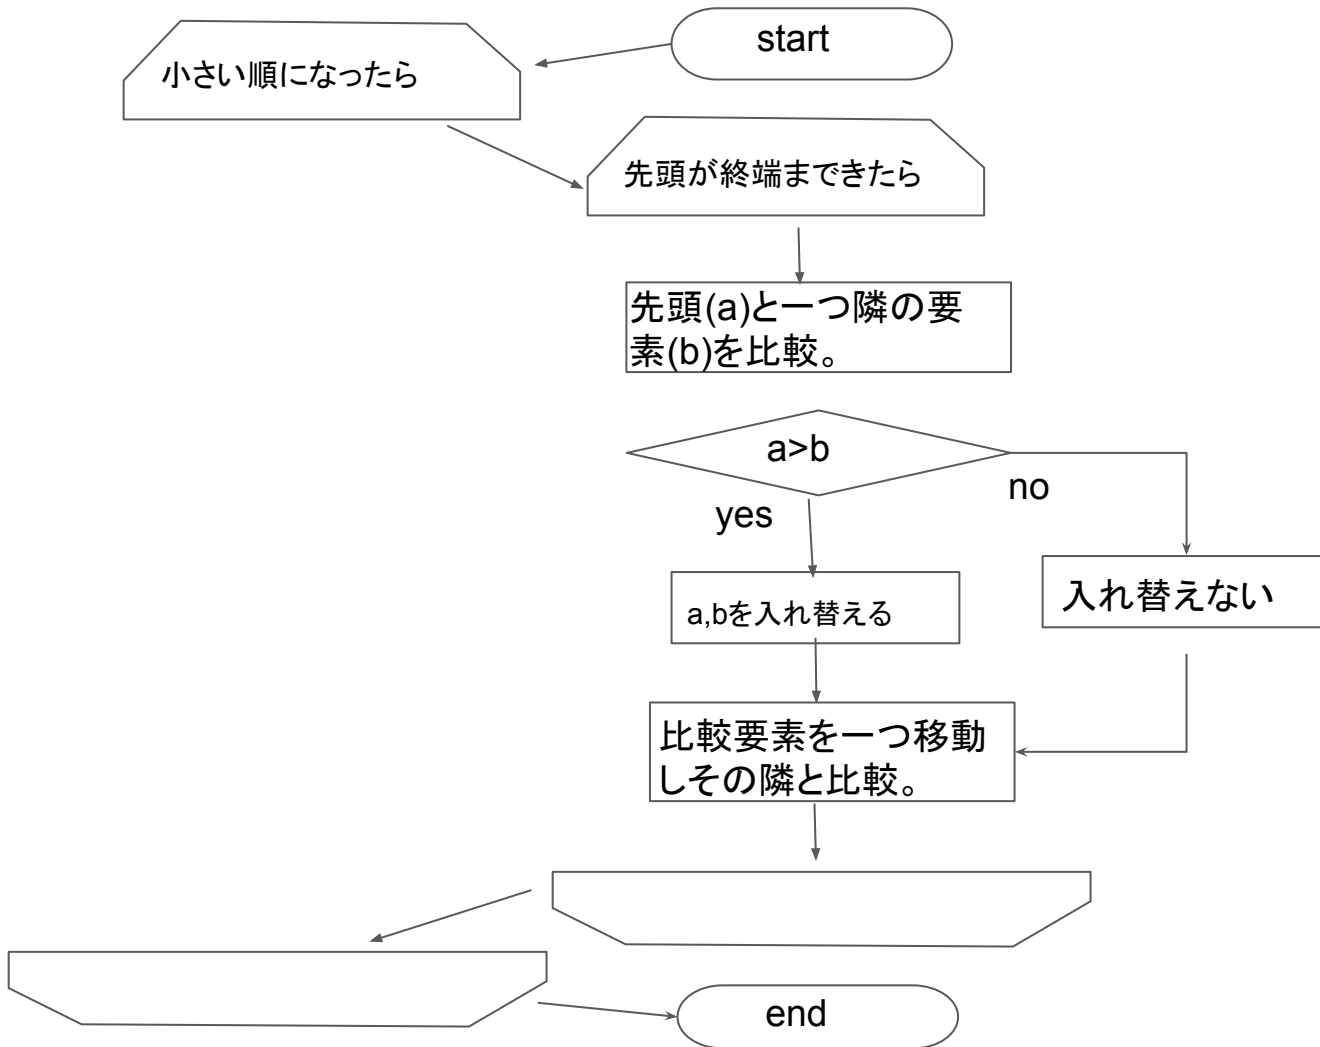 start
小さい順になったら
先頭が終端まできたら
先頭(a)と一つ隣の要
素(b)を比較。
a>b
no
yes
a,bを入れ替える
入れ替えない
比較要素を一つ移動
しその隣と比較。
end